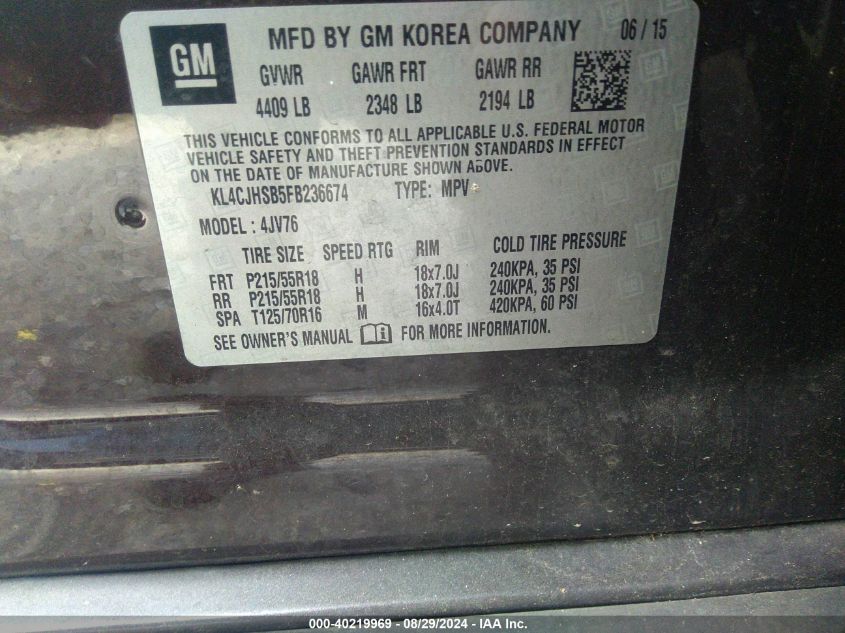 GM
MFD BY GM KOREA COMPANY 06/15
GVWR GAWR FRT GAWR RR
4409 LB 2348 LB 2194 LB
THIS VEHICLE CONFORMS TO ALL APPLICABLE U.S. FEDERAL MOTOR
VEHICLE SAFETY AND THEFT PREVENTION STANDARDS IN EFFECT
ON THE DATE OF MANUFACTURE SHOWN ABOVE.
KL4CJHSB5FB236674 TYPE: MPV
MODEL : 4JV76
TIRE SIZE SPEED RTG RIM COLD TIRE PRESSURE
FRT P215/55R18 H 18x7.0J 240KPA, 35 PSI
RR P215/55R18 H 18x7.0J 240KPA, 35 PSI
SPA T125/70R16 M 16x4.0T 420KPA, 60 PSI
SEE OWNER'S MANUAL FOR MORE INFORMATION.
000-40219969 - 08/29/2024 - IAA Inc.